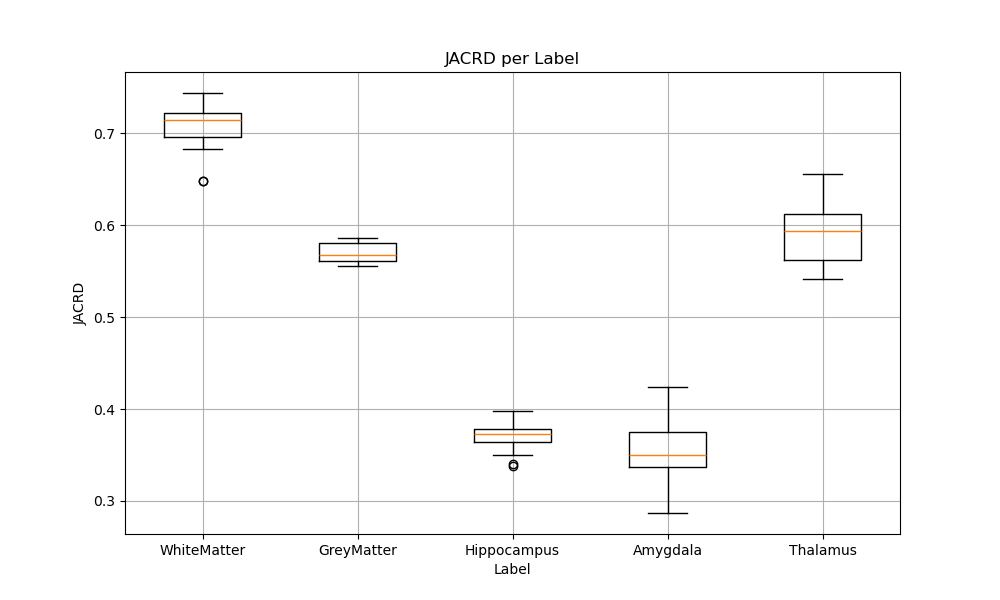 JACRD per Label
JACRD
0.7
0.6
0.5
0.4
0.3
WhiteMatter GreyMatter Hippocampus Amygdala Thalamus
Label